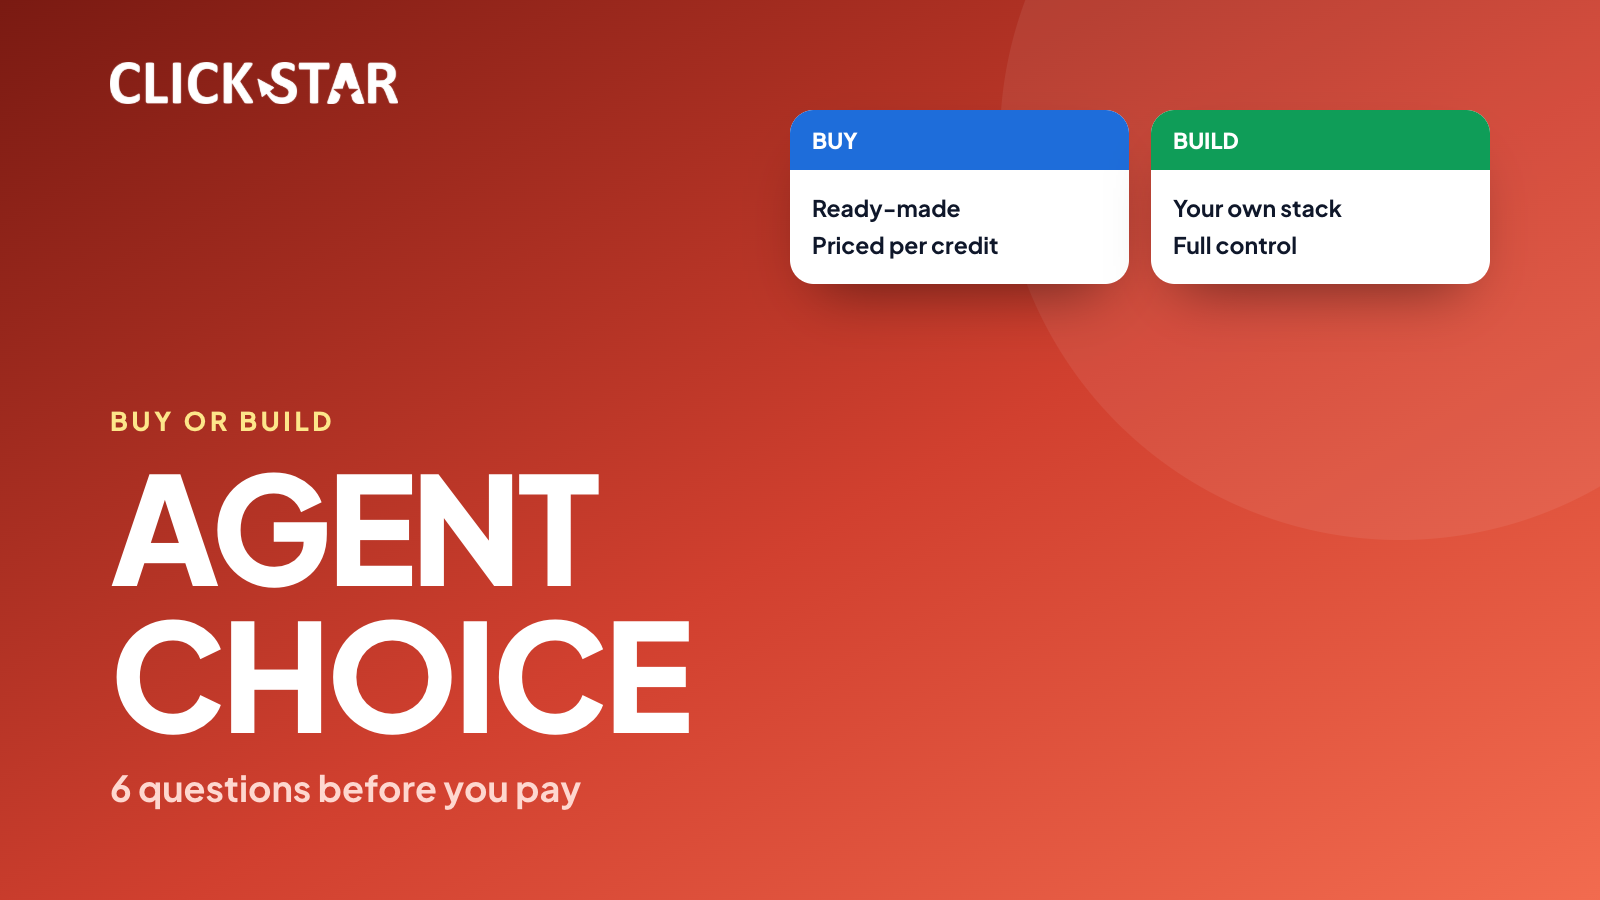 CLICKSTAR
BUY
Ready-made
Priced per credit
BUILD
Your own stack
Full control
BUY OR BUILD
AGENT
CHOICE
6 questions before you pay